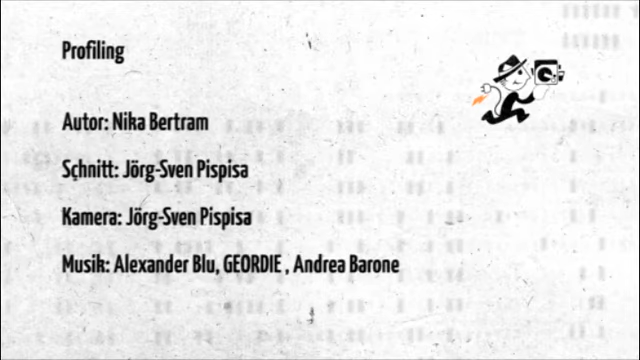 Profiling
Autor: Nika Bertram
Schnitt: Jörg-Sven Pispisa
Kamera: Jörg-Sven Pispisa
Musik: Alexander Blu, GEORDIE , Andrea Barone